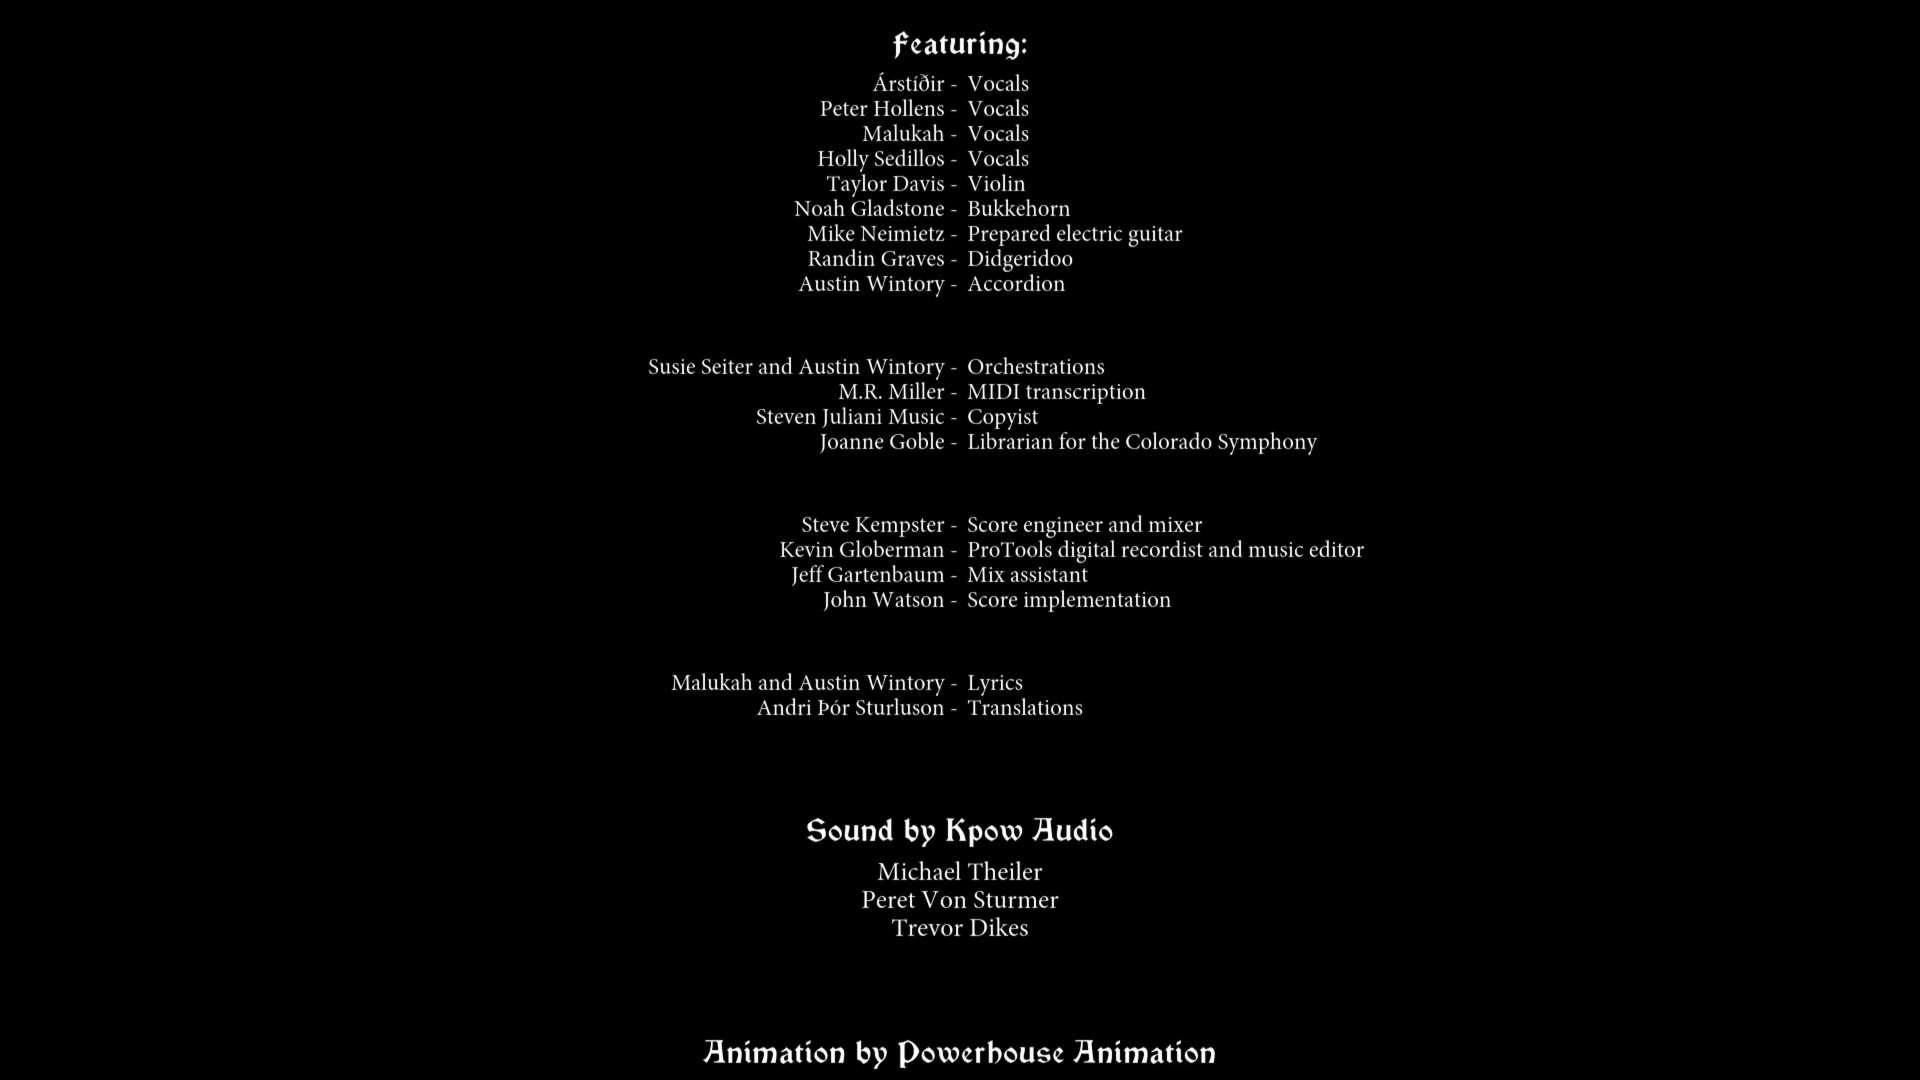 Featuring:
Árstíðir - Vocals
Peter Hollens - Vocals
Malukah - Vocals
Holly Sedillos - Vocals
Taylor Davis - Violin
Noah Gladstone - Bukkehorn
Mike Neimietz - Prepared electric guitar
Randin Graves - Didgeridoo
Austin Wintory - Accordion
Susie Seiter and Austin Wintory - Orchestrations
M.R. Miller - MIDI transcription
Steven Juliani Music - Copyist
Joanne Goble - Librarian for the Colorado Symphony
Steve Kempster - Score engineer and mixer
Kevin Globerman - ProTools digital recordist and music editor
Jeff Gartenbaum - Mix assistant
John Watson - Score implementation
Malukah and Austin Wintory - Lyrics
Andri Þór Sturluson - Translations
Sound by Kpow Audio
Michael Theiler
Peret Von Sturmer
Trevor Dikes
Animation by Powerhouse Animation